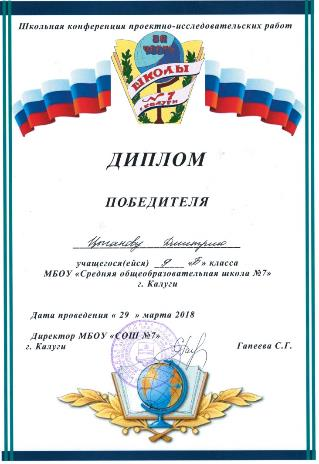 Школьная конференция проектно-исследовательских работ
ЗА ЧЕСТЬ
ШКОЛЫ
№7
г. КАЛУГИ
ДИПЛОМ
ПОБЕДИТЕЛЯ
Цыганову Дмитрию
учащегося(ейся) 9 «Б» класса
МБОУ «Средняя общеобразовательная школа №7»
г. Калуги
Дата проведения « 29 » марта 2018
Директор МБОУ «СОШ №7»
г. Калуги Гапеева С.Г.